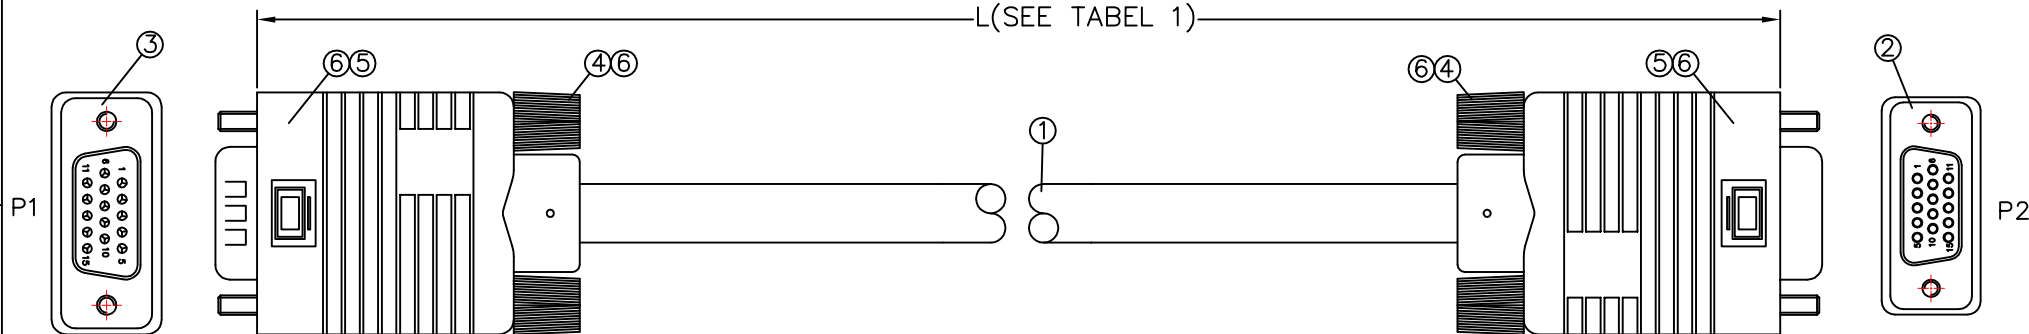 L(SEE TABEL 1)
③
⑥⑤
④⑥
⑥④
⑤⑥
②
①
P1
6
11 1
10
15 5
P2
1 6 11
5 10 15